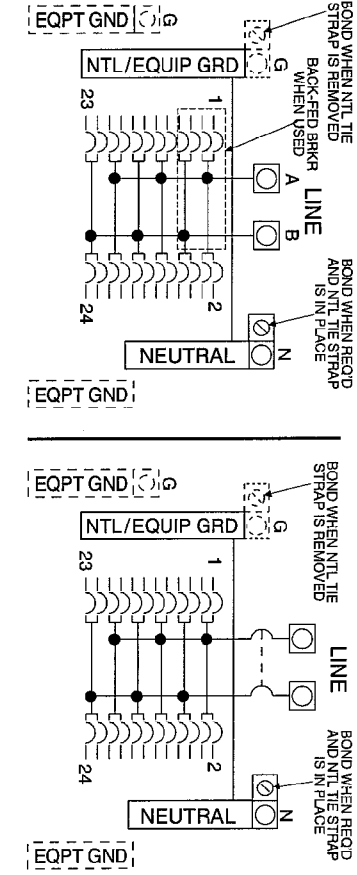 EQPT GND
G
BOND WHEN NTL TIE
STRAP IS REMOVED
NTL/EQUIP GRD
G
BACK-FED BRKR
WHEN USED
23
1
A
LINE
B
24
2
BOND WHEN REQ'D
AND NTL TIE STRAP
IS IN PLACE
NEUTRAL
N
EQPT GND
EQPT GND
G
BOND WHEN NTL TIE
STRAP IS REMOVED
NTL/EQUIP GRD
G
23
1
LINE
24
2
BOND WHEN REQ'D
AND NTL TIE STRAP
IS IN PLACE
NEUTRAL
N
EQPT GND